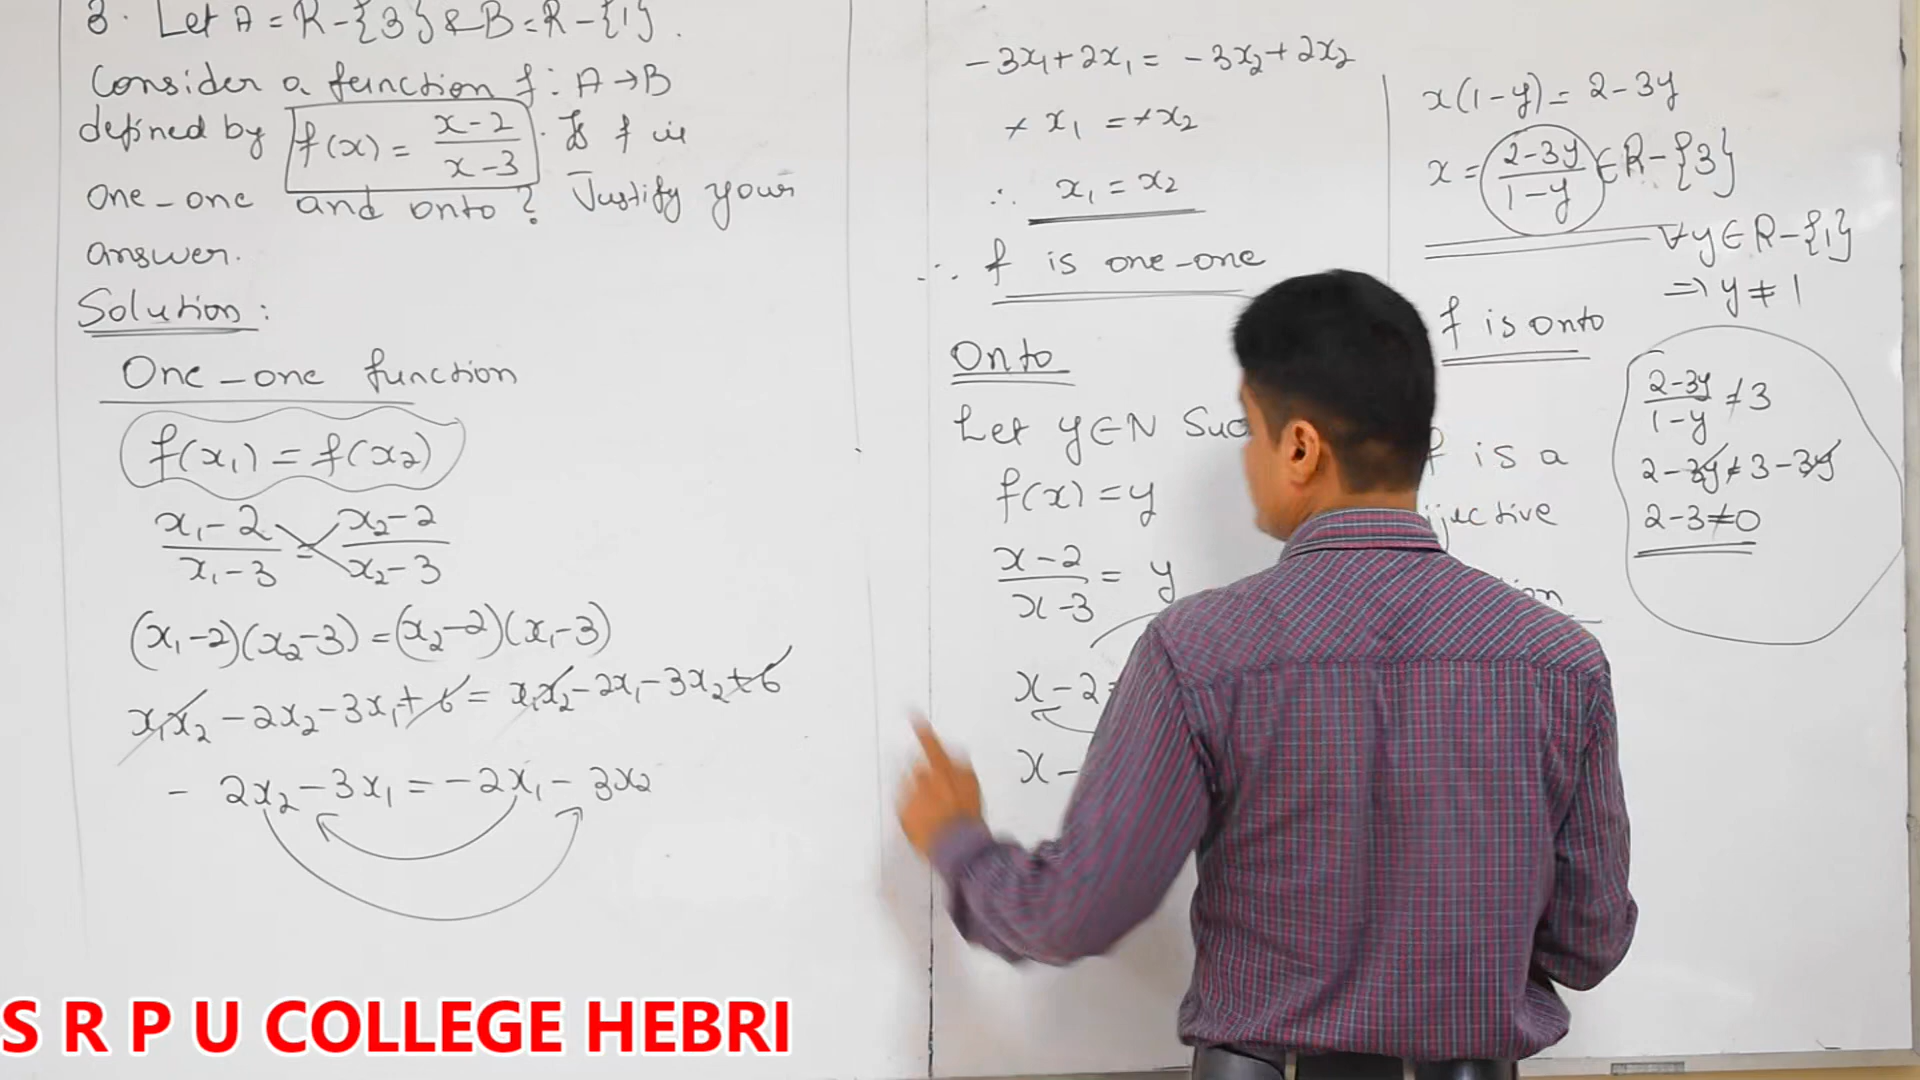 3. Let A = R-{3} & B = R-{1}.
Consider a function f: A→B
defined by f(x) = (x-2)/(x-3). Is f is
one-one and onto? Justify your
answer.
Solution:
One-one function
f(x₁) = f(x₂)
(x₁-2)/(x₁-3) = (x₂-2)/(x₂-3)
(x₁-2)(x₂-3) = (x₂-2)(x₁-3)
x₁x₂ - 2x₂ - 3x₁ + 6 = x₁x₂ - 2x₁ - 3x₂ + 6
- 2x₂ - 3x₁ = -2x₁ - 3x₂
-3x₁ + 2x₁ = -3x₂ + 2x₂
- x₁ = - x₂
∴ x₁ = x₂
∴ f is one-one
Onto
Let y ∈ N
f(x) = y
(x-2)/(x-3) = y
x-2
x-
x(1-y) = 2-3y
x = (2-3y)/(1-y) ∈ R-{3}
∀ y ∈ R-{1}
⇒ y ≠ 1
f is onto
f is a
(2-3y)/(1-y) ≠ 3
2-3y ≠ 3-3y
2-3 ≠ 0
S R P U COLLEGE HEBRI